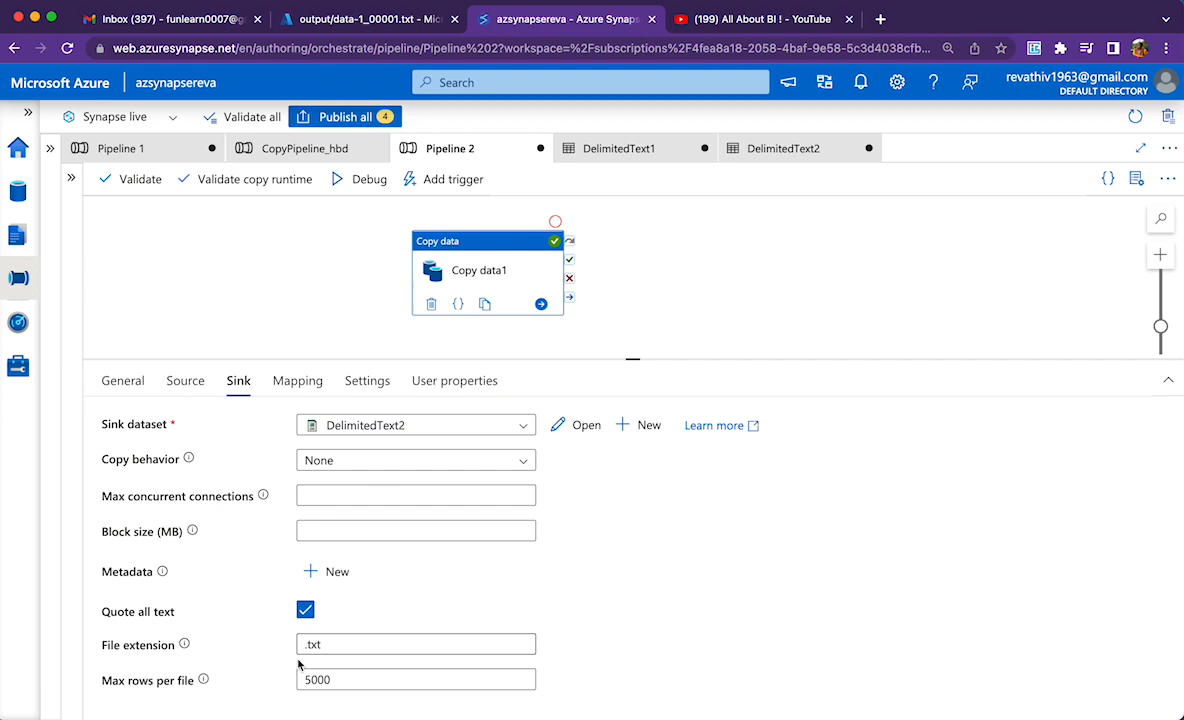 Inbox (397) - funlearn0007@g
output/data-1_00001.txt - Mic
azsynapsereva - Azure Synaps
(199) All About BI ! - YouTube
web.azuresynapse.net/en/authoring/orchestrate/pipeline/Pipeline%202?workspace=%2Fsubscriptions%2F4fea8a18-2058-4baf-9e58-5c3d4038cfb...
Microsoft Azure
azsynapsereva
Search
revathiv1963@gmail.com
DEFAULT DIRECTORY
Synapse live
Validate all
Publish all 4
Pipeline 1
CopyPipeline_hbd
Pipeline 2
DelimitedText1
DelimitedText2
Validate
Validate copy runtime
Debug
Add trigger
Copy data
Copy data1
General
Source
Sink
Mapping
Settings
User properties
Sink dataset *
DelimitedText2
Open
New
Learn more
Copy behavior
None
Max concurrent connections
Block size (MB)
Metadata
New
Quote all text
File extension
.txt
Max rows per file
5000